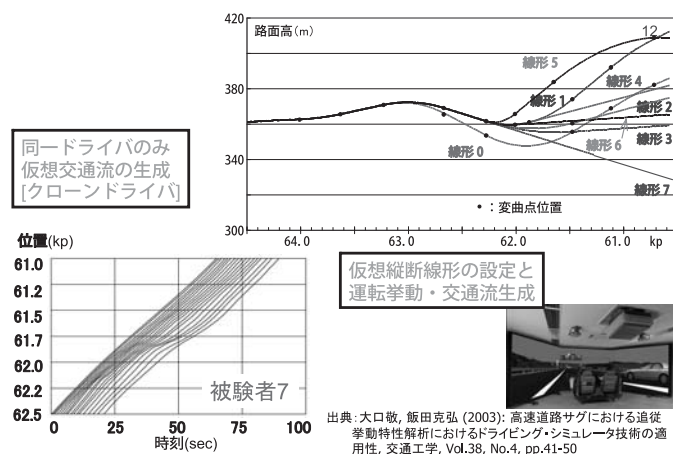 路面高(m)
420
380
360
340
300
12
線形 5
線形 1
線形 4
線形 2
線形 6
線形 3
線形 0
線形 7
• : 変曲点位置
64.0 63.0 62.0 61.0 kp
同一ドライバのみ
仮想交通流の生成
[クローンドライバ]
位置(kp)
61.0
61.2
61.5
61.7
62.0
62.2
62.5
0 25 50 75 100
時刻(sec)
被験者7
仮想縦断線形の設定と
運転挙動・交通流生成
出典:大口敬, 飯田克弘 (2003): 高速道路サグにおける追従
挙動特性解析におけるドライビング・シミュレータ技術の適
用性, 交通工学, Vol.38, No.4, pp.41-50